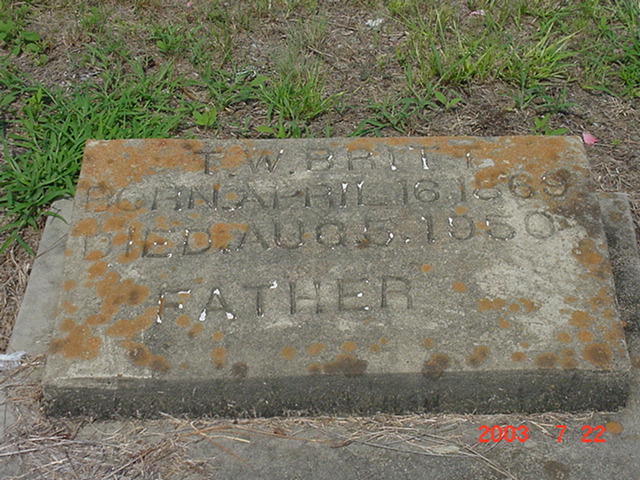 T.W. BRITT
BORN APRIL 16, 1869
DIED AUG 5, 1950
FATHER
2003 7 22